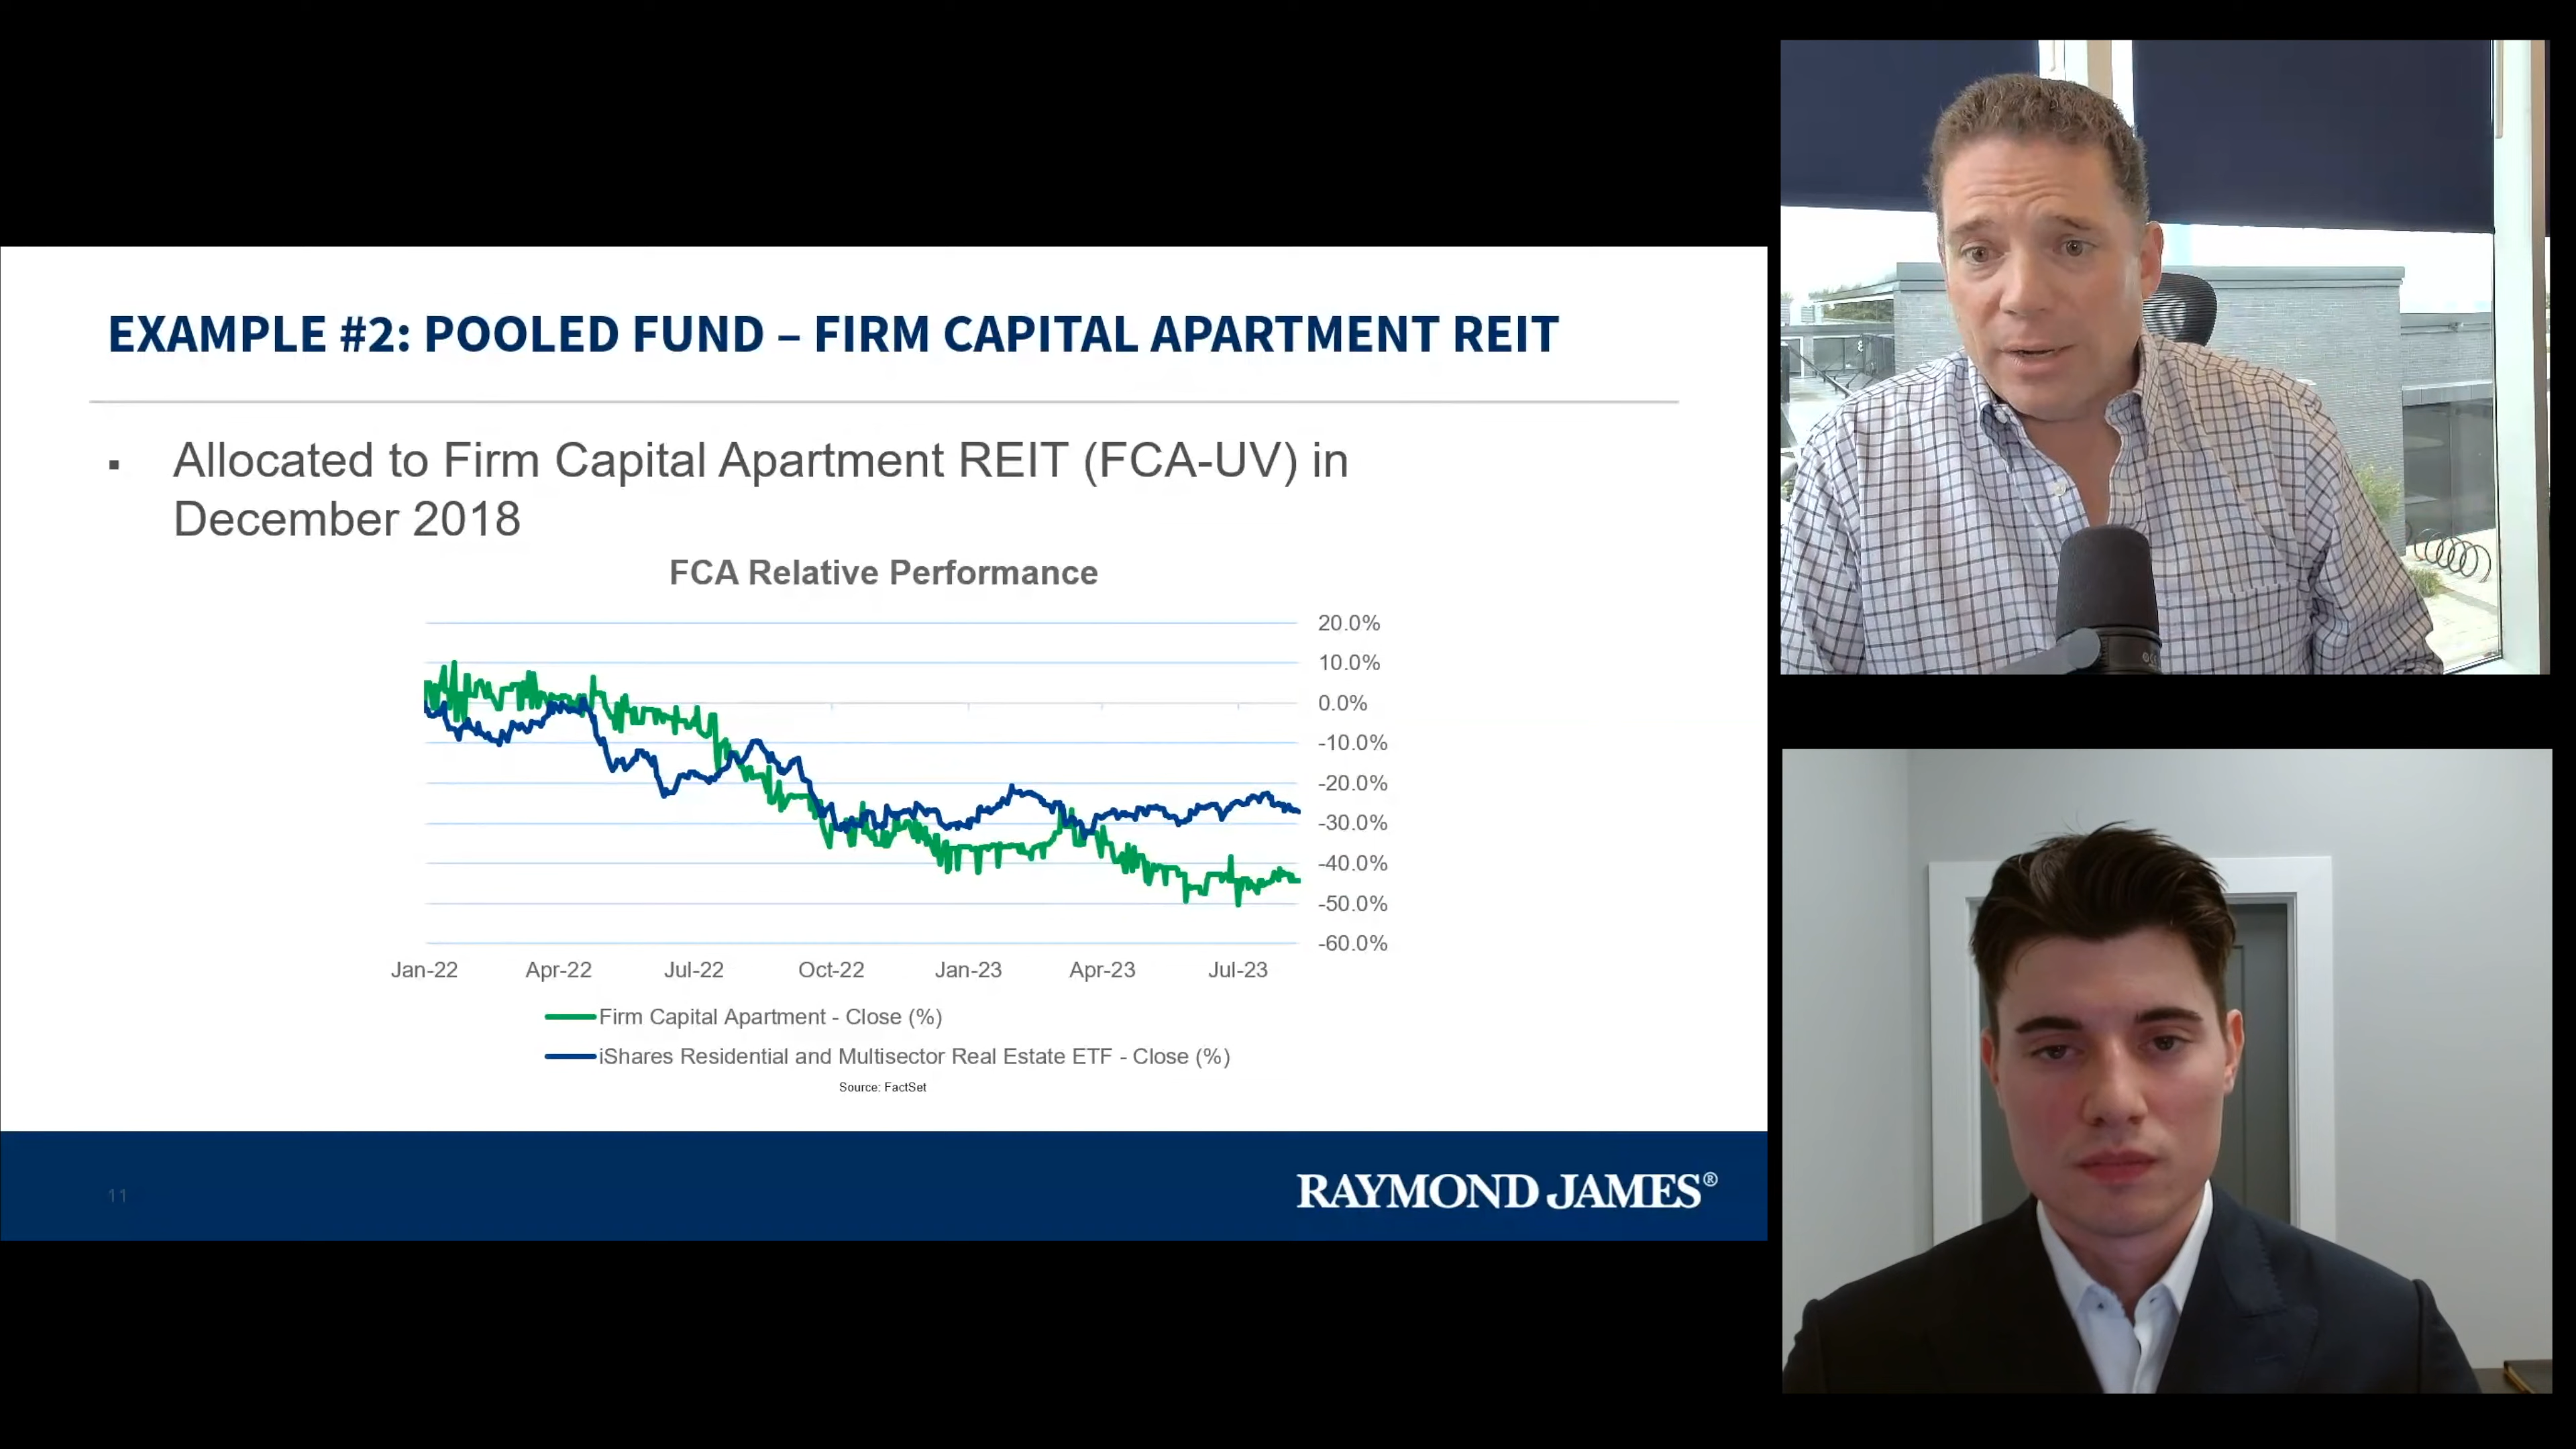 EXAMPLE #2: POOLED FUND – FIRM CAPITAL APARTMENT REIT
▪ Allocated to Firm Capital Apartment REIT (FCA-UV) in
December 2018
FCA Relative Performance
20.0%
10.0%
0.0%
-10.0%
-20.0%
-30.0%
-40.0%
-50.0%
-60.0%
Jan-22 Apr-22 Jul-22 Oct-22 Jan-23 Apr-23 Jul-23
Firm Capital Apartment - Close (%)
iShares Residential and Multisector Real Estate ETF - Close (%)
Source: FactSet
11
RAYMOND JAMES®